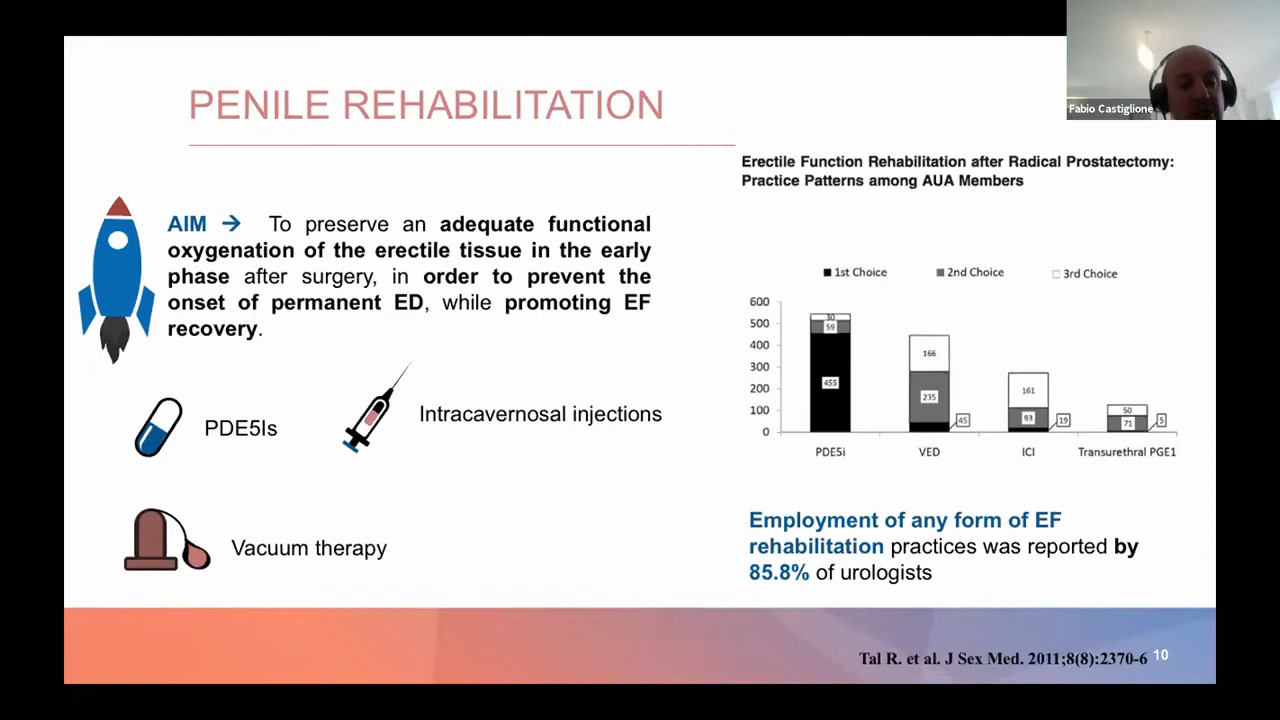 Fabio Castiglione
PENILE REHABILITATION
AIM → To preserve an adequate functional
oxygenation of the erectile tissue in the early
phase after surgery, in order to prevent the
onset of permanent ED, while promoting EF
recovery.
PDE5Is
Intracavernosal injections
Vacuum therapy
Erectile Function Rehabilitation after Radical Prostatectomy:
Practice Patterns among AUA Members
1st Choice 2nd Choice 3rd Choice
600
500
400
300
200
100
0
30
59
455
166
235
45
161
93
19
50
71
5
PDE5i VED ICI Transurethral PGE1
Employment of any form of EF
rehabilitation practices was reported by
85.8% of urologists
Tal R. et al. J Sex Med. 2011;8(8):2370-6 10